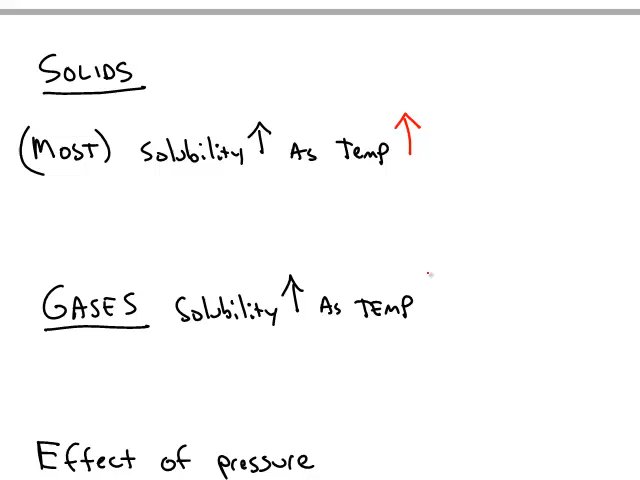 SOLIDS
(MOST) Solubility ↑ As Temp ↑
GASES Solubility ↑ As TEMP
Effect of pressure